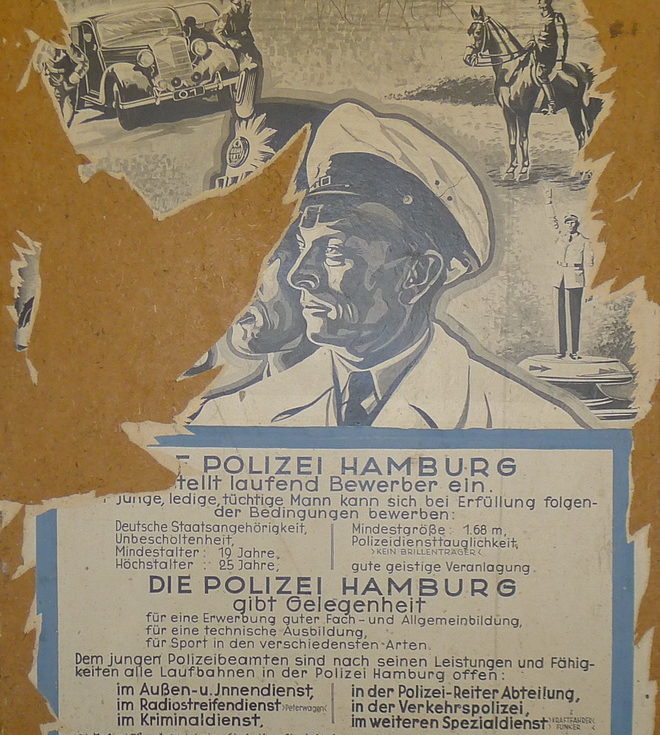 POLIZEI HAMBURG
tellt laufend Bewerber ein.
junge, ledige, tüchtige Mann kann sich bei Erfüllung folgen-
der Bedingungen bewerben:
Deutsche Staatsangehörigkeit,
Unbescholtenheit,
Mindestalter: 19 Jahre,
Höchstalter: 25 Jahre,
Mindestgröße: 1.68 m,
Polizeidiensttauglichkeit,
>KEIN BRILLENTRÄGER<
gute geistige Veranlagung
DIE POLIZEI HAMBURG
gibt Gelegenheit
für eine Erwerbung guter Fach- und Allgemeinbildung,
für eine technische Ausbildung,
für Sport in den verschiedensten Arten.
Dem jungen Polizeibeamten sind nach seinen Leistungen und Fähig-
keiten alle Laufbahnen in der Polizei Hamburg offen:
im Außen-u. Jnnendienst,
im Radiostreifendienst >Peterwagen<
im Kriminaldienst,
in der Polizei-Reiter Abteilung,
in der Verkehrspolizei,
im weiteren Spezialdienst >KRAFTFAHRER
FUNKER<